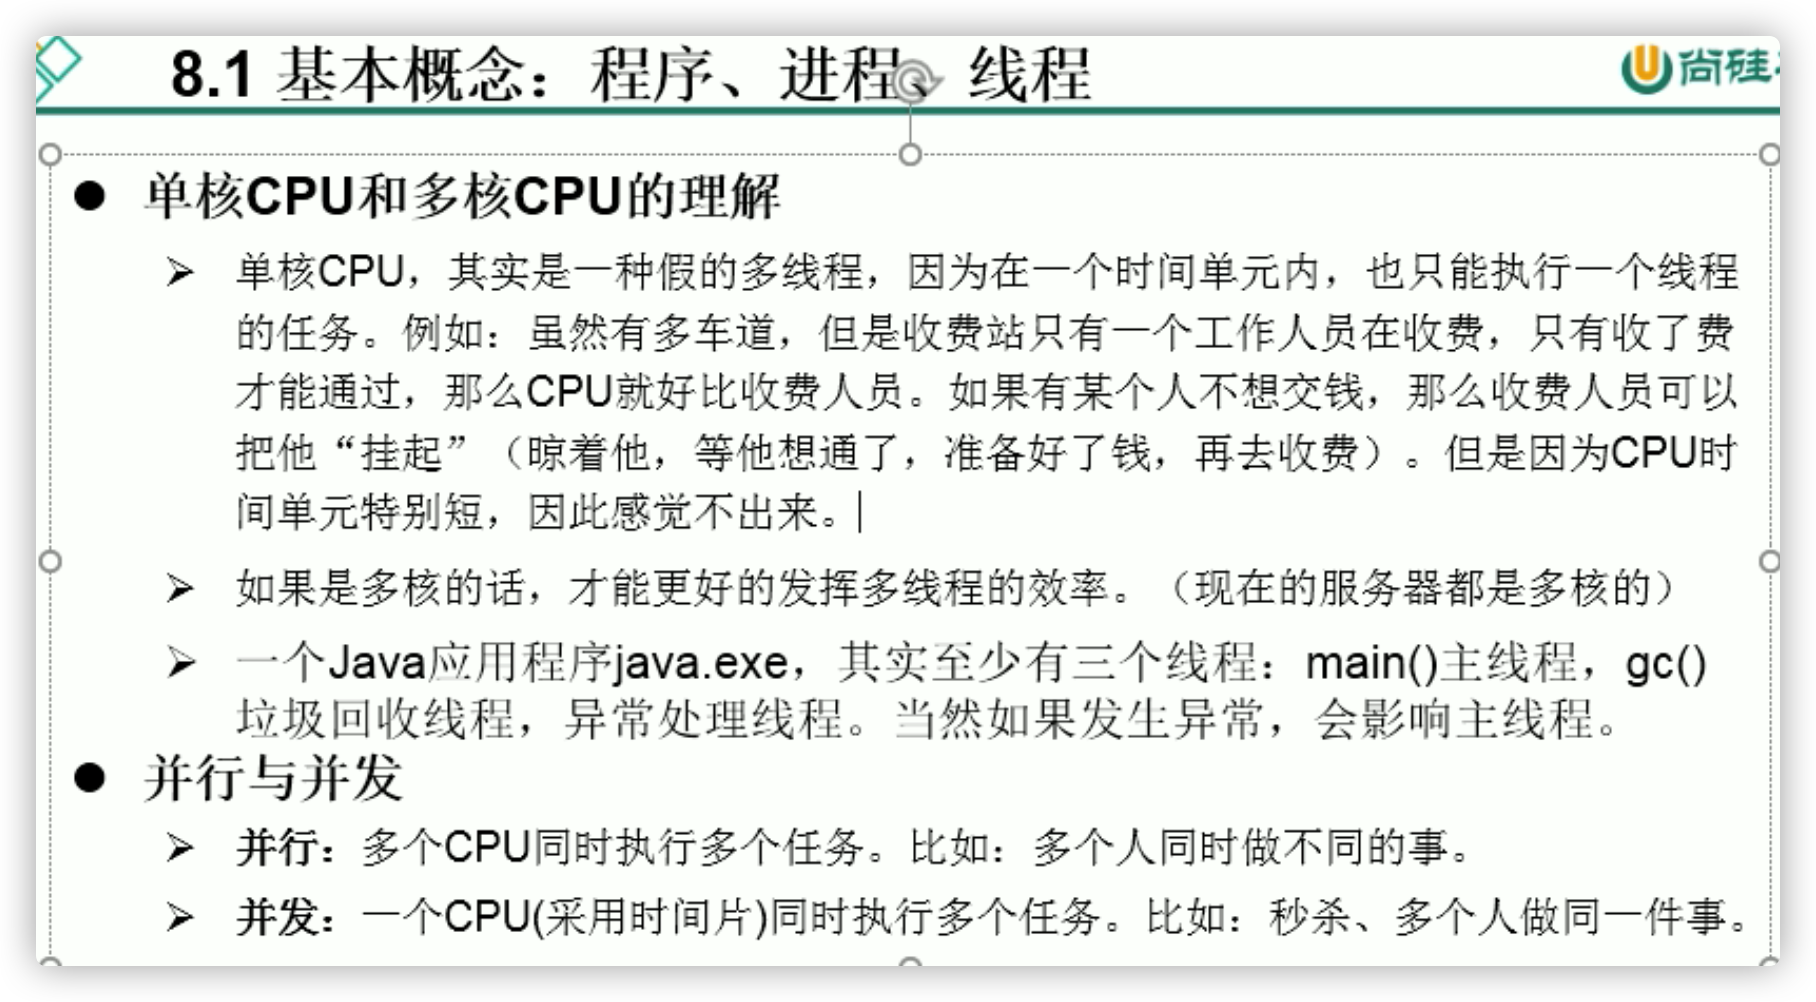 8.1 基本概念：程序、进程、线程
尚硅
单核CPU和多核CPU的理解
单核CPU，其实是一种假的多线程，因为在一个时间单元内，也只能执行一个线程
的任务。例如：虽然有多车道，但是收费站只有一个工作人员在收费，只有收了费
才能通过，那么CPU就好比收费人员。如果有某个人不想交钱，那么收费人员可以
把他“挂起”（晾着他，等他想通了，准备好了钱，再去收费）。但是因为CPU时
间单元特别短，因此感觉不出来。
如果是多核的话，才能更好的发挥多线程的效率。（现在的服务器都是多核的）
一个Java应用程序java.exe，其实至少有三个线程：main()主线程，gc()
垃圾回收线程，异常处理线程。当然如果发生异常，会影响主线程。
并行与并发
并行：多个CPU同时执行多个任务。比如：多个人同时做不同的事。
并发：一个CPU(采用时间片)同时执行多个任务。比如：秒杀、多个人做同一件事。